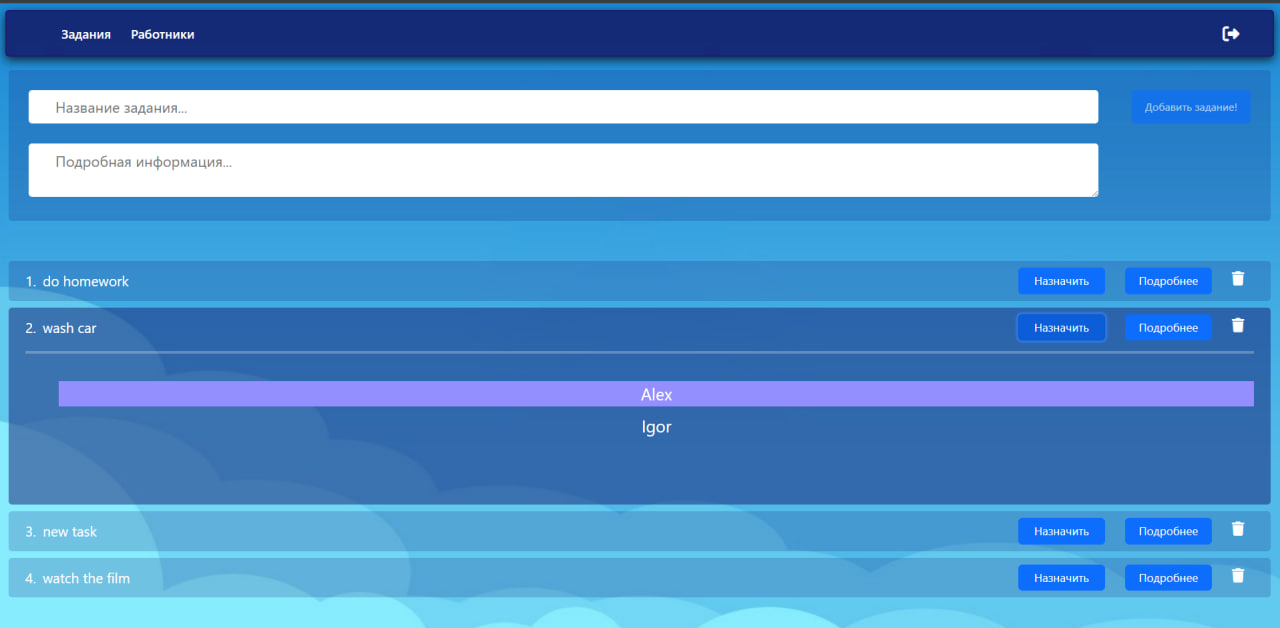 Задания Работники
Название задания...
Добавить задание!
Подробная информация...
1. do homework Назначить Подробнее
2. wash car Назначить Подробнее
Alex
Igor
3. new task Назначить Подробнее
4. watch the film Назначить Подробнее